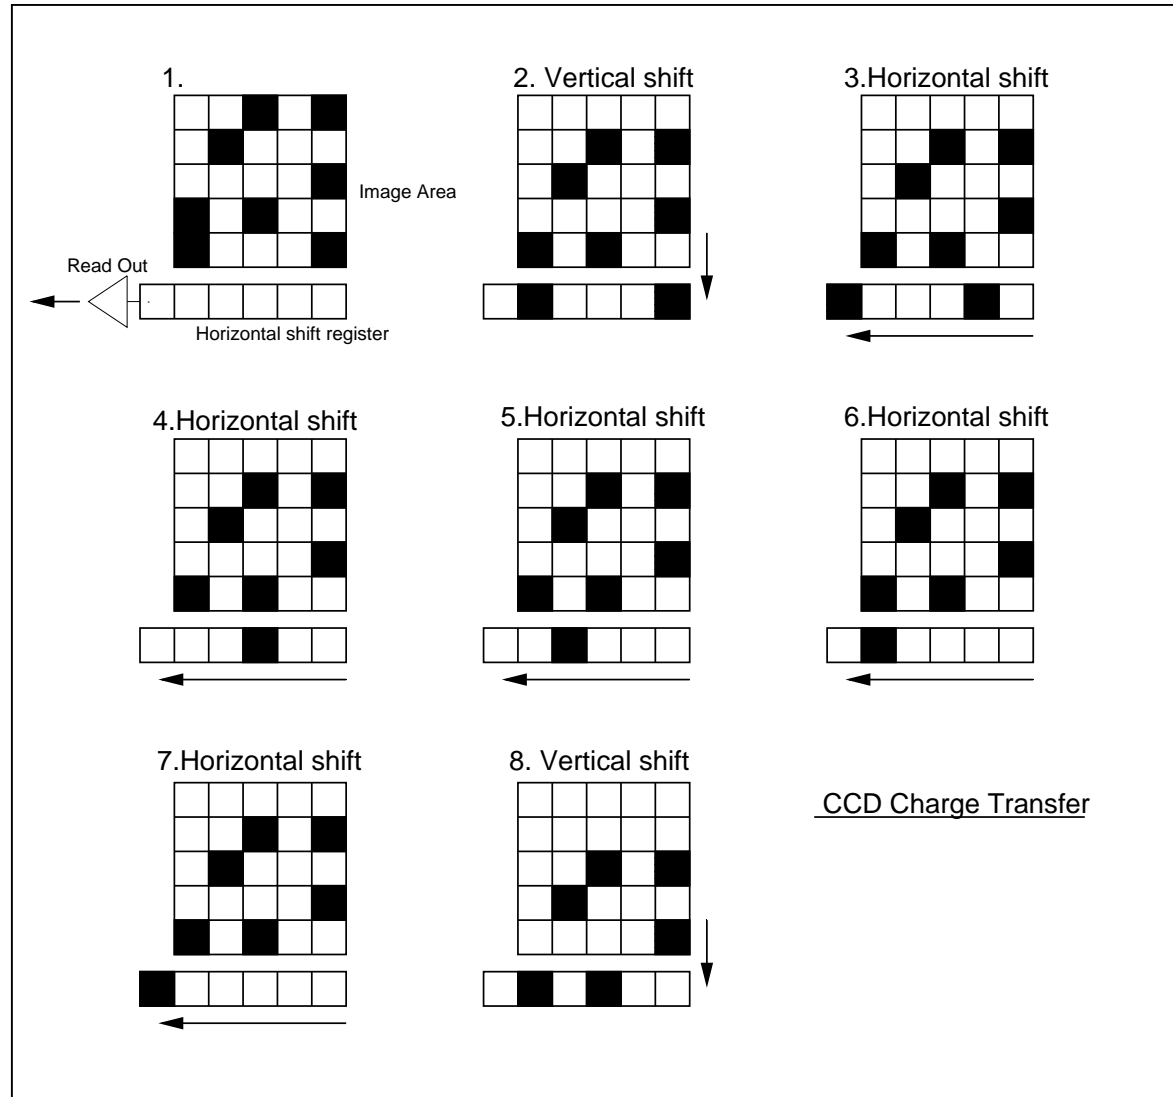 1.
2. Vertical shift
3.Horizontal shift
Image Area
Read Out
Horizontal shift register
4.Horizontal shift
5.Horizontal shift
6.Horizontal shift
7.Horizontal shift
8. Vertical shift
CCD Charge Transfer